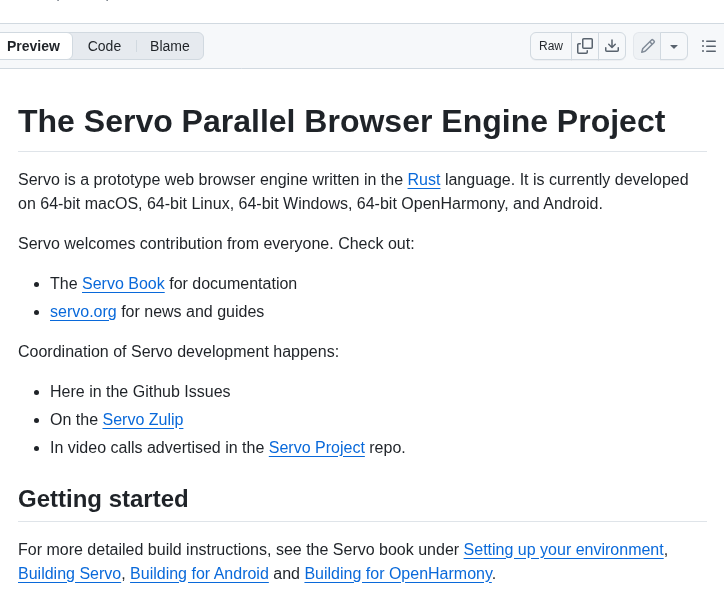 Preview Code Blame Raw
The Servo Parallel Browser Engine Project
Servo is a prototype web browser engine written in the Rust language. It is currently developed
on 64-bit macOS, 64-bit Linux, 64-bit Windows, 64-bit OpenHarmony, and Android.
Servo welcomes contribution from everyone. Check out:
The Servo Book for documentation
servo.org for news and guides
Coordination of Servo development happens:
Here in the Github Issues
On the Servo Zulip
In video calls advertised in the Servo Project repo.
Getting started
For more detailed build instructions, see the Servo book under Setting up your environment,
Building Servo, Building for Android and Building for OpenHarmony.